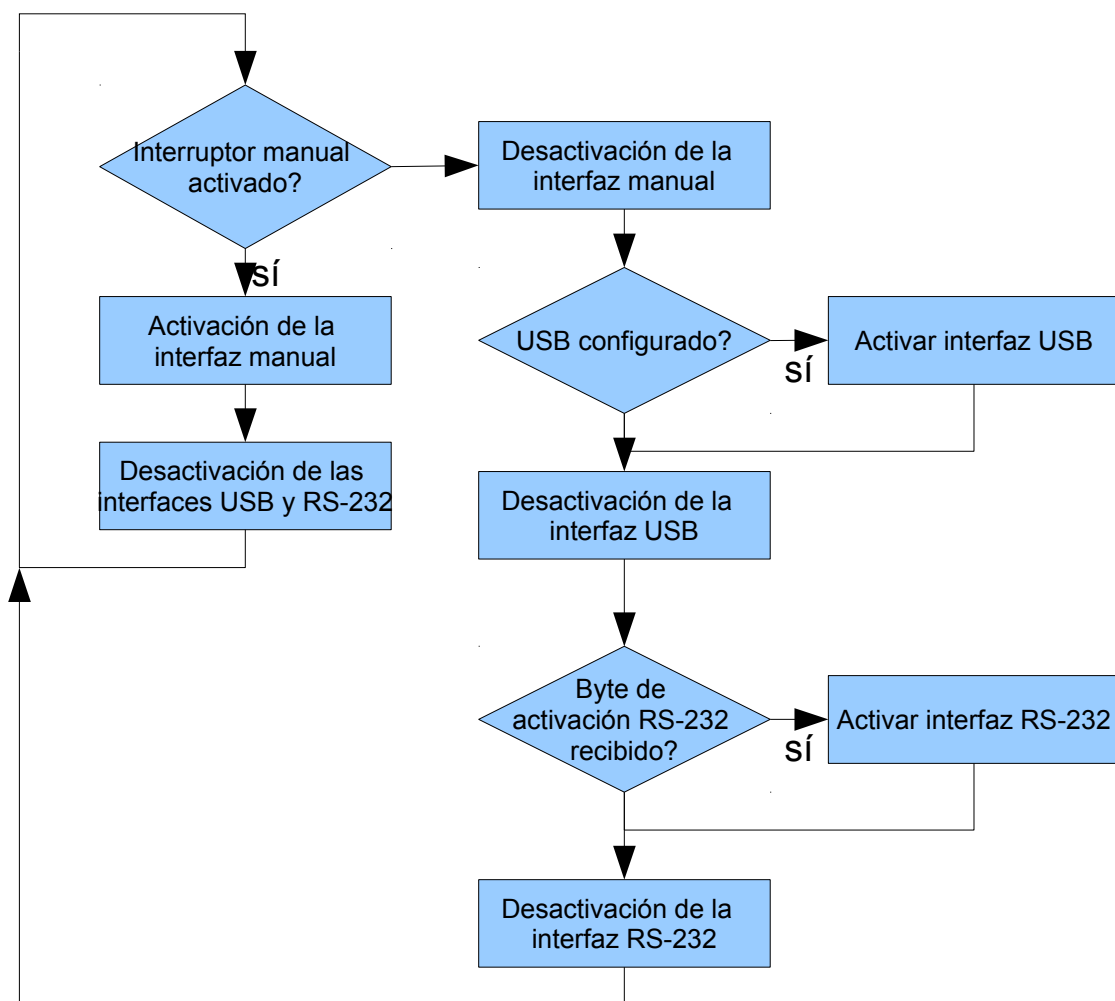 Interruptor manual
activado?
sí
Activación de la
interfaz manual
Desactivación de las
interfaces USB y RS-232
Desactivación de la
interfaz manual
USB configurado?
sí
Activar interfaz USB
Desactivación de la
interfaz USB
Byte de
activación RS-232
recibido?
sí
Activar interfaz RS-232
Desactivación de la
interfaz RS-232